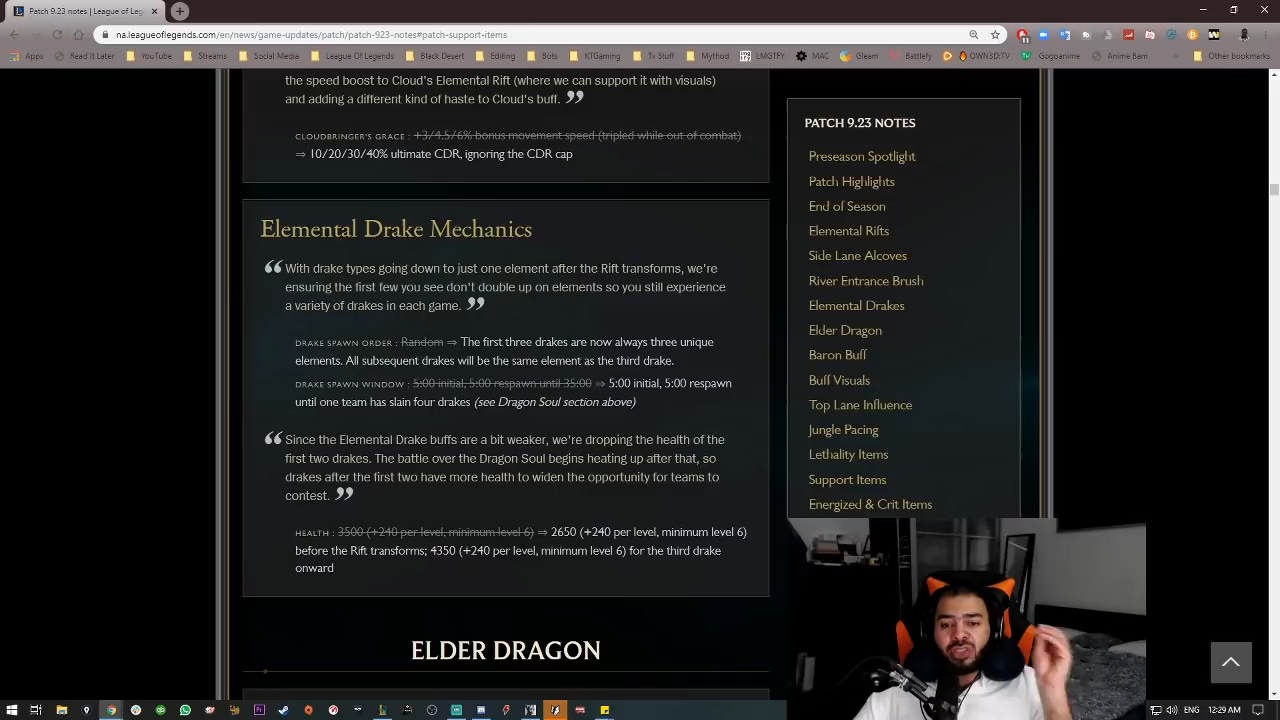 Patch 9.23 notes | League of Leg
na.leagueoflegends.com/en/news/game-updates/patch/patch-923-notes#patch-support-items
Apps
Read It Later
YouTube
Streams
Social Media
League Of Legends
Black Desert
Editing
Bots
KTGaming
Tv Stuff
Mythod
LMGTFY
MAC
Gleam
Battlefy
OWN3D.TV
Gogoanime
Anime Bam
Other bookmarks
the speed boost to Cloud's Elemental Rift (where we can support it with visuals)
and adding a different kind of haste to Cloud's buff. ”
CLOUDBRINGER'S GRACE : +3/4.5/6% bonus movement speed (tripled while out of combat)
⇒ 10/20/30/40% ultimate CDR, ignoring the CDR cap
Elemental Drake Mechanics
“ With drake types going down to just one element after the Rift transforms, we're
ensuring the first few you see don't double up on elements so you still experience
a variety of drakes in each game. ”
DRAKE SPAWN ORDER : Random ⇒ The first three drakes are now always three unique
elements. All subsequent drakes will be the same element as the third drake.
DRAKE SPAWN WINDOW : 5:00 initial, 5:00 respawn until 35:00 ⇒ 5:00 initial, 5:00 respawn
until one team has slain four drakes (see Dragon Soul section above)
“ Since the Elemental Drake buffs are a bit weaker, we're dropping the health of the
first two drakes. The battle over the Dragon Soul begins heating up after that, so
drakes after the first two have more health to widen the opportunity for teams to
contest. ”
HEALTH : 3500 (+240 per level, minimum level 6) ⇒ 2650 (+240 per level, minimum level 6)
before the Rift transforms; 4350 (+240 per level, minimum level 6) for the third drake
onward
ELDER DRAGON
PATCH 9.23 NOTES
Preseason Spotlight
Patch Highlights
End of Season
Elemental Rifts
Side Lane Alcoves
River Entrance Brush
Elemental Drakes
Elder Dragon
Baron Buff
Buff Visuals
Top Lane Influence
Jungle Pacing
Lethality Items
Support Items
Energized & Crit Items
ENG
12:29 AM